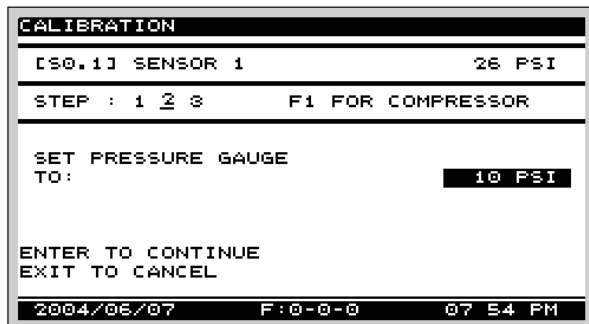 CALIBRATION
[S0.1] SENSOR 1 26 PSI
STEP : 1 2 3 F1 FOR COMPRESSOR
SET PRESSURE GAUGE
TO: 10 PSI
ENTER TO CONTINUE
EXIT TO CANCEL
2004/06/07 F:0-0-0 07 54 PM